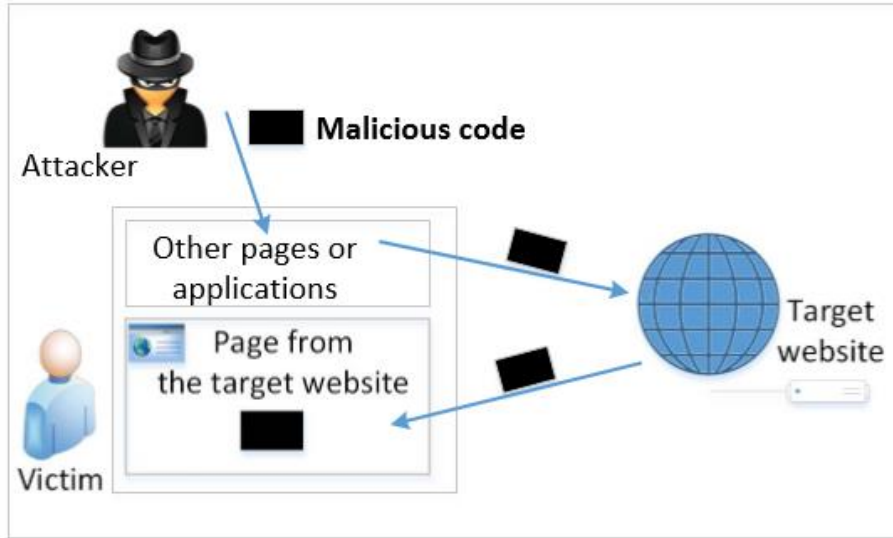 Malicious code
Attacker
Other pages or
applications
Target
website
Page from
the target website
Victim